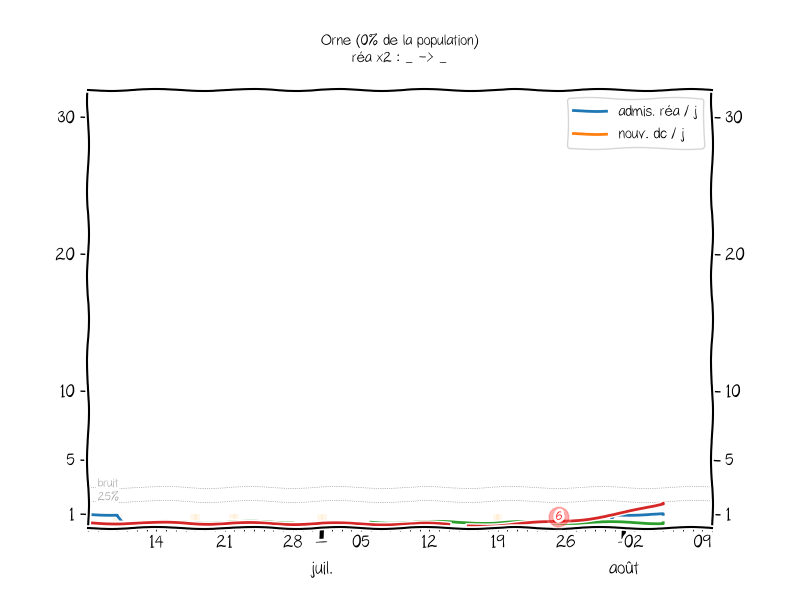 Orne (0% de la population)
réa x2 : _ -> _
30 30
admis. réa / j
nouv. dc / j
20 20
10 10
5 5
bruit
25%
1 1
6
14 21 28 05 12 19 26 02 09
juil. août